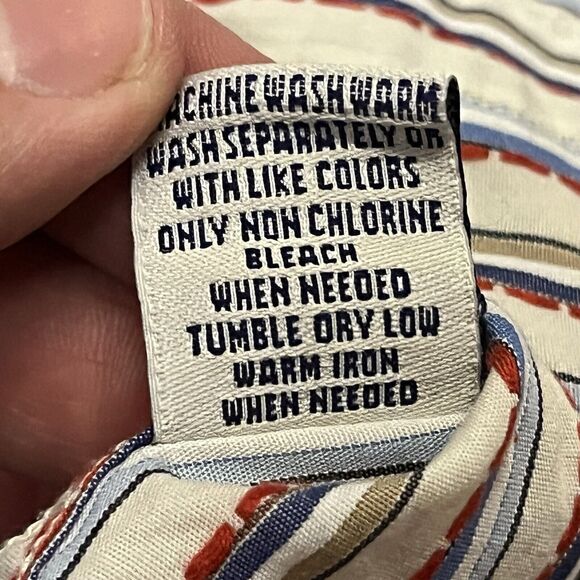 MACHINE WASH WARM
WASH SEPARATELY OR
WITH LIKE COLORS
ONLY NON CHLORINE
BLEACH
WHEN NEEDED
TUMBLE DRY LOW
WARM IRON
WHEN NEEDED